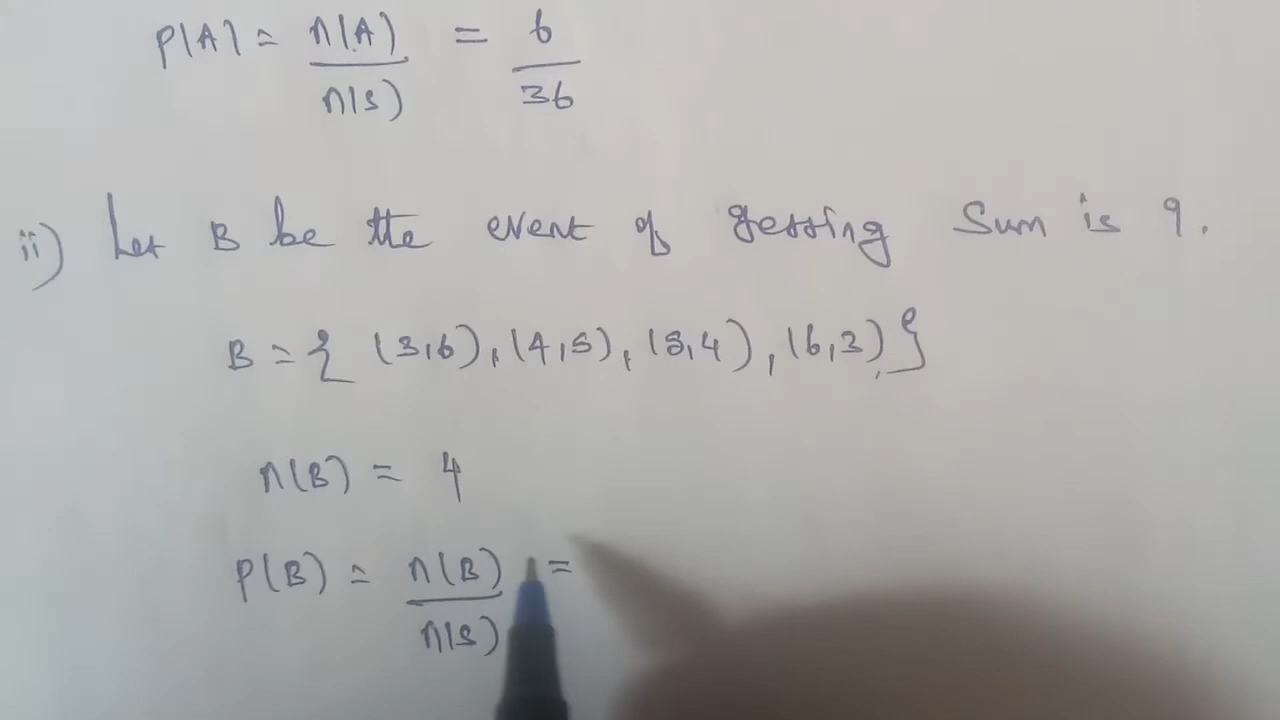 P(A) = n(A)/n(S) = 6/36
ii) Let B be the event of getting Sum is 9.
B = { (3,6), (4,5), (5,4), (6,3) }
n(B) = 4
P(B) = n(B)/n(S) =